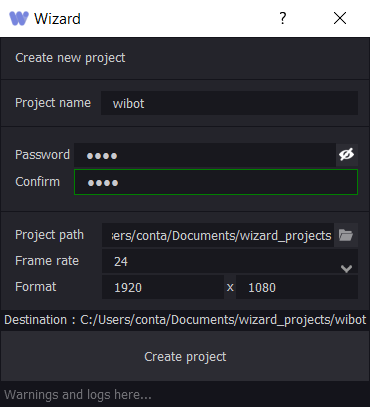 Wizard ?
Create new project
Project name wibot
Password ●●●●
Confirm ●●●●
Project path ers/conta/Documents/wizard_projects
Frame rate 24
Format 1920 x 1080
Destination : C:/Users/conta/Documents/wizard_projects/wibot
Create project
Warnings and logs here...